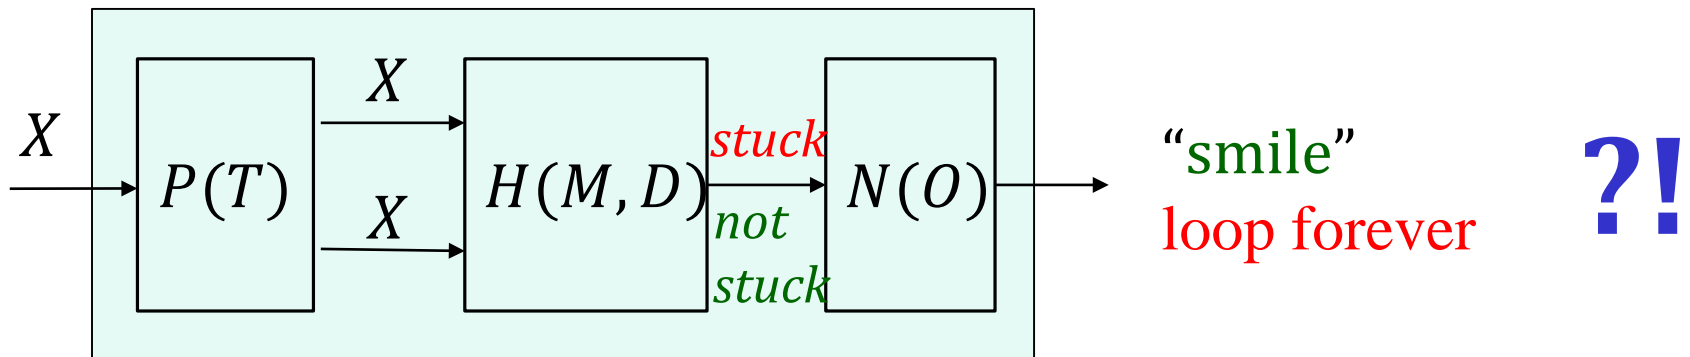 X
P(T)
X
X
H(M, D)
stuck
not
stuck
N(O)
“smile”
loop forever
?!